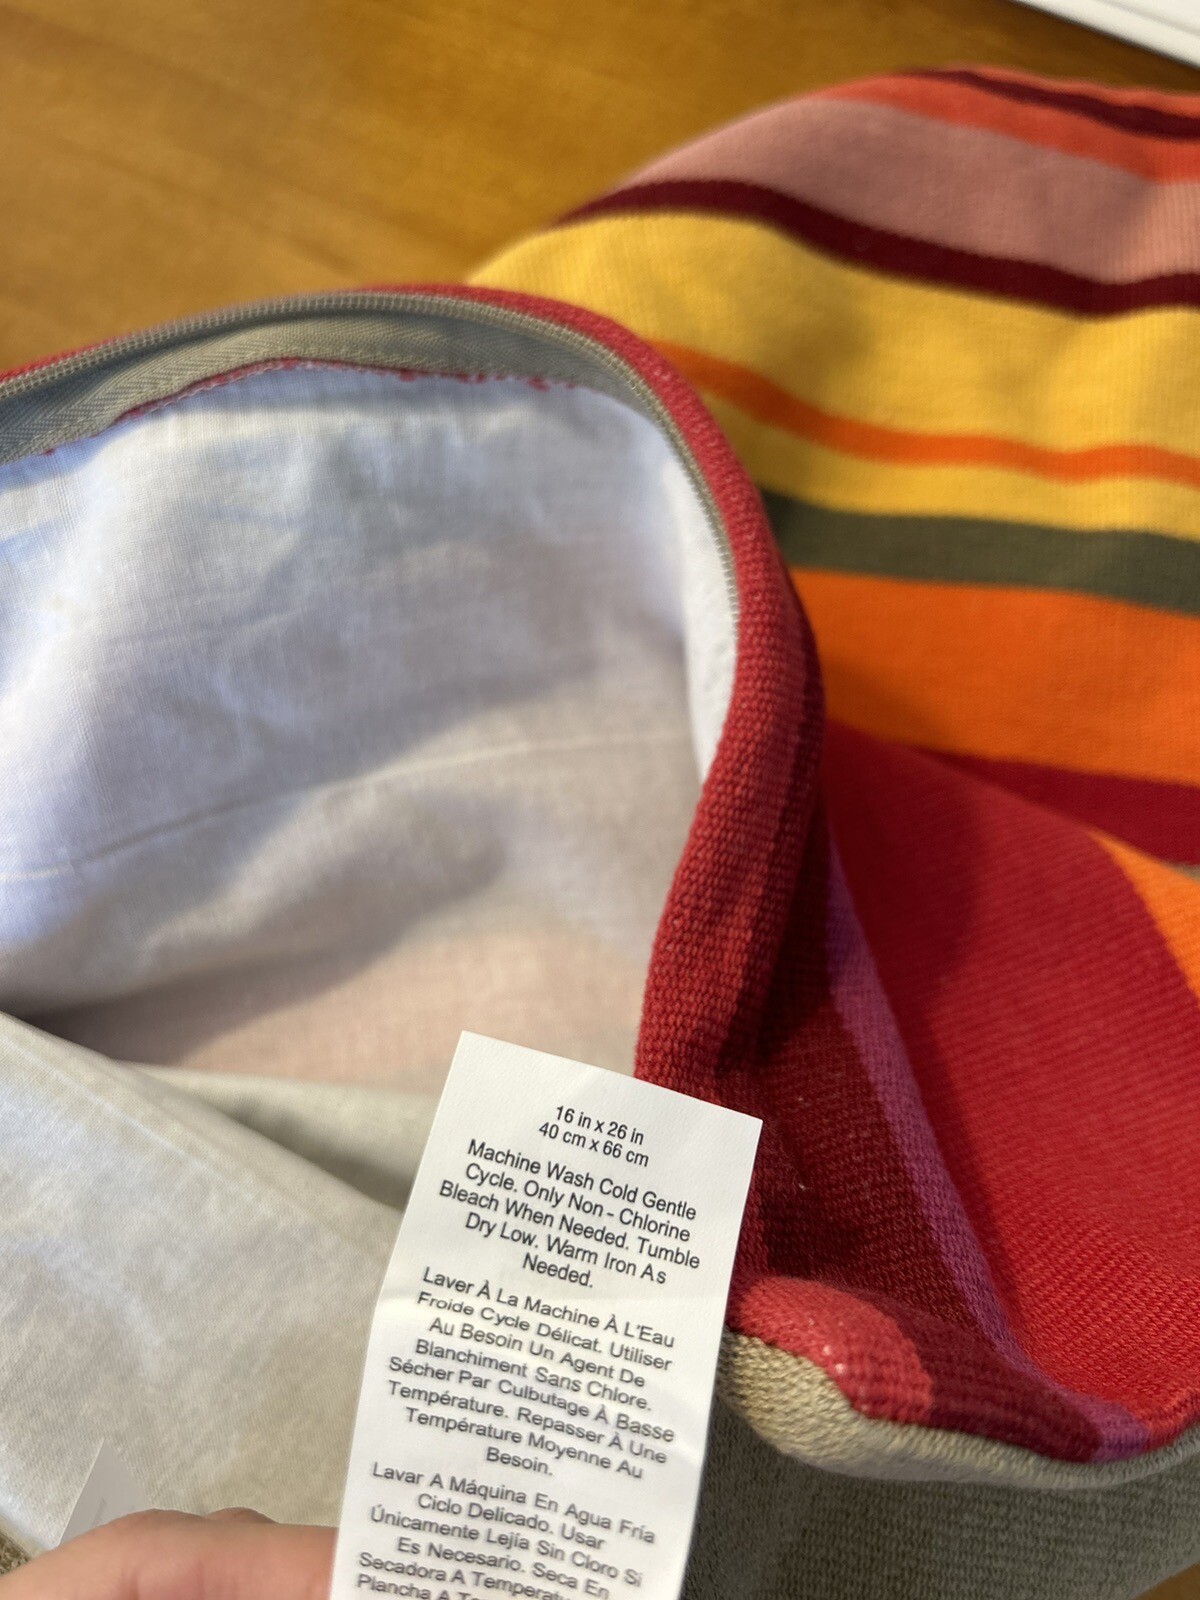 16 in x 26 in
40 cm x 66 cm
Machine Wash Cold Gentle
Cycle. Only Non - Chlorine
Bleach When Needed. Tumble
Dry Low. Warm Iron As
Needed.
Laver À La Machine À L'Eau
Froide Cycle Délicat. Utiliser
Au Besoin Un Agent De
Blanchiment Sans Chlore.
Sécher Par Culbutage À Basse
Température. Repasser À Une
Température Moyenne Au
Besoin.
Lavar A Máquina En Agua Fría
Ciclo Delicado. Usar
Únicamente Lejía Sin Cloro Si
Es Necesario. Seca En
Secadora A
Plancha A